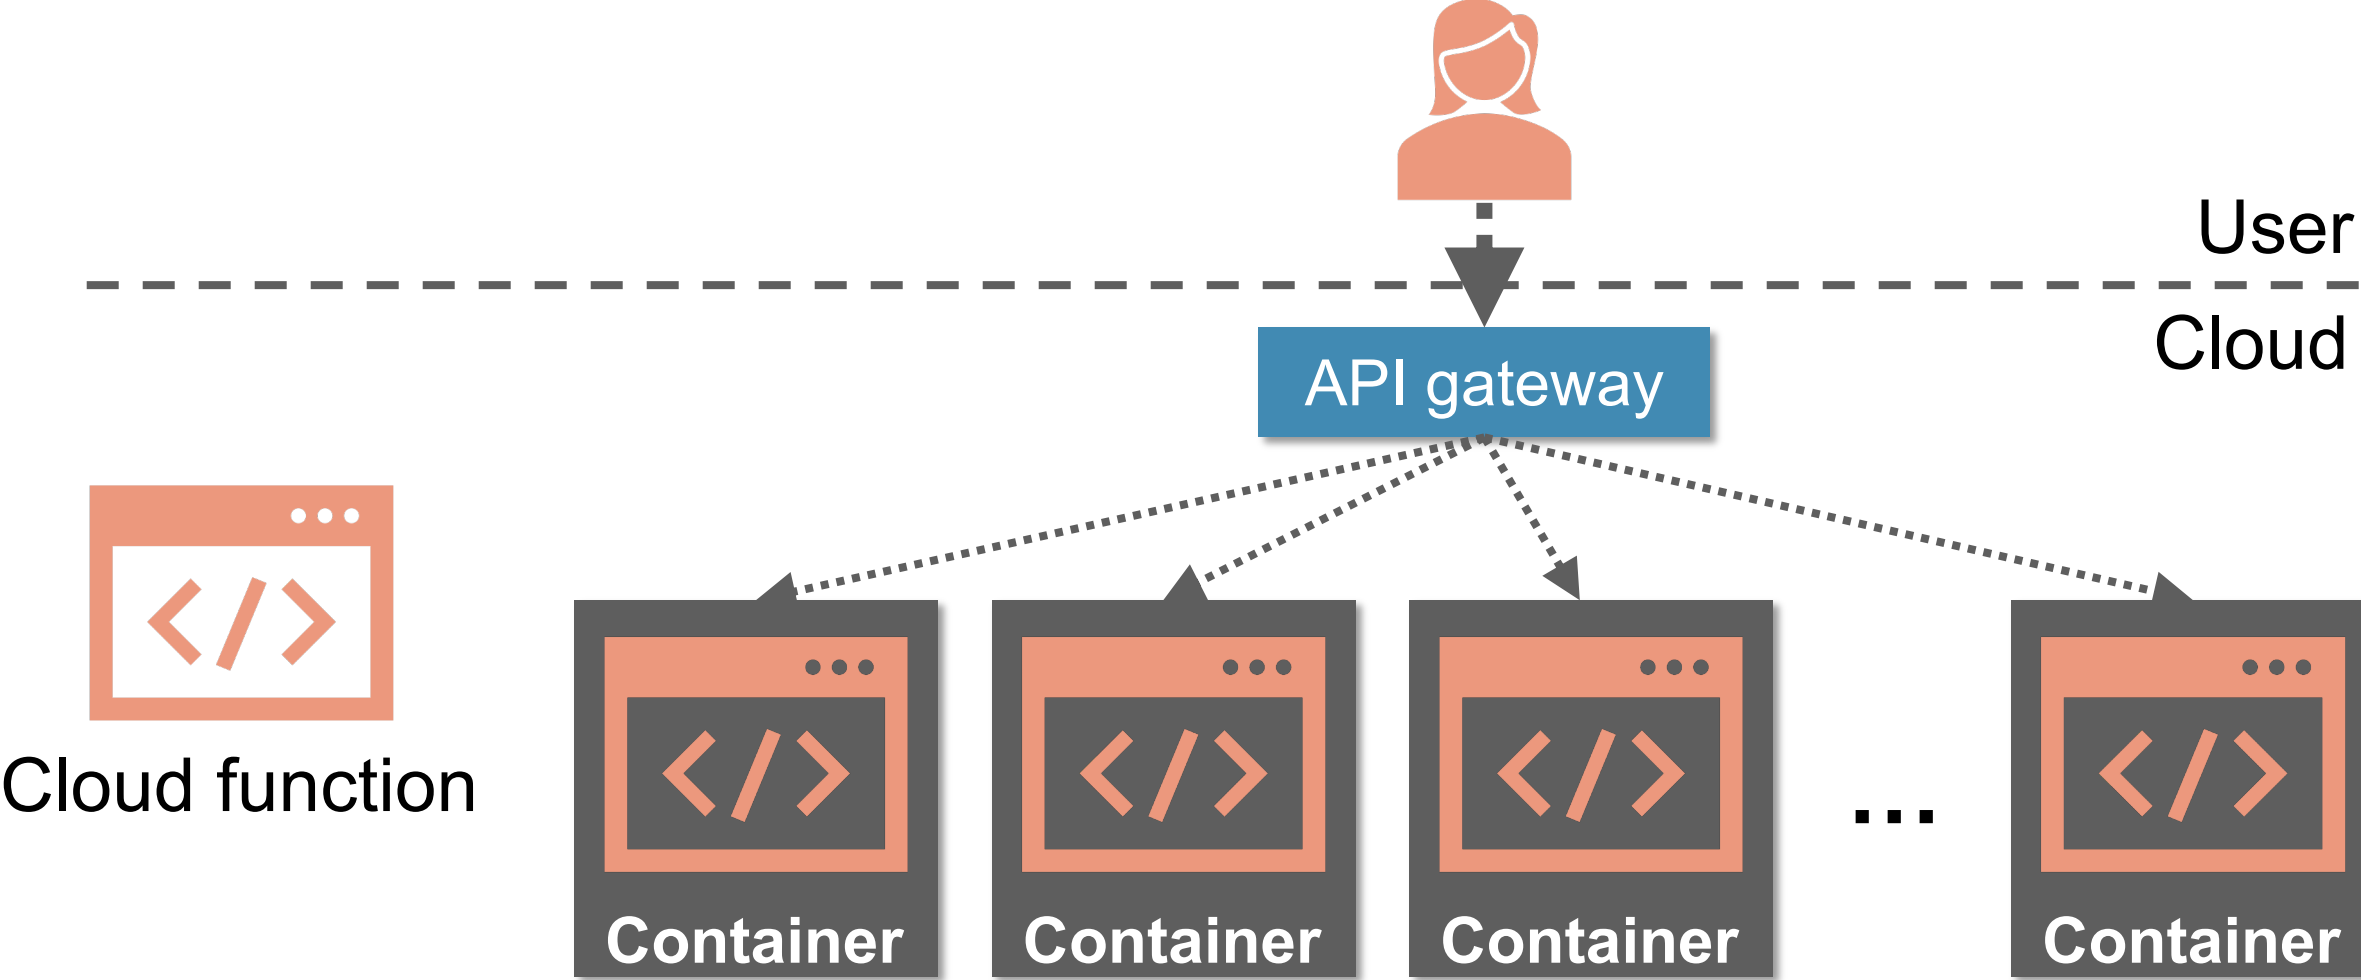 User
Cloud
API gateway
</>
Cloud function
</>
</>
</>
...
</>
Container
Container
Container
Container